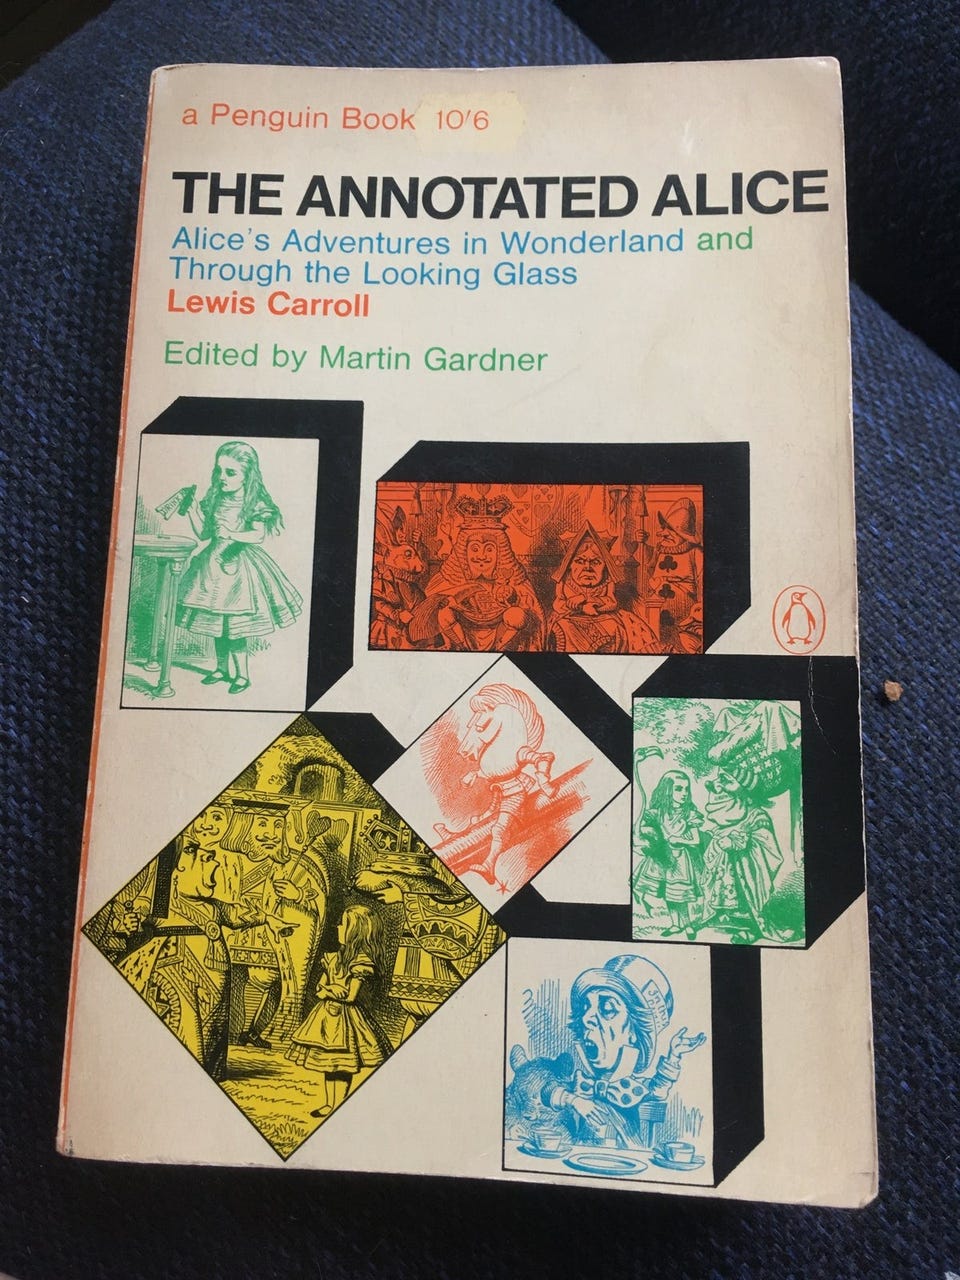 a Penguin Book 10'6
THE ANNOTATED ALICE
Alice's Adventures in Wonderland and
Through the Looking Glass
Lewis Carroll
Edited by Martin Gardner